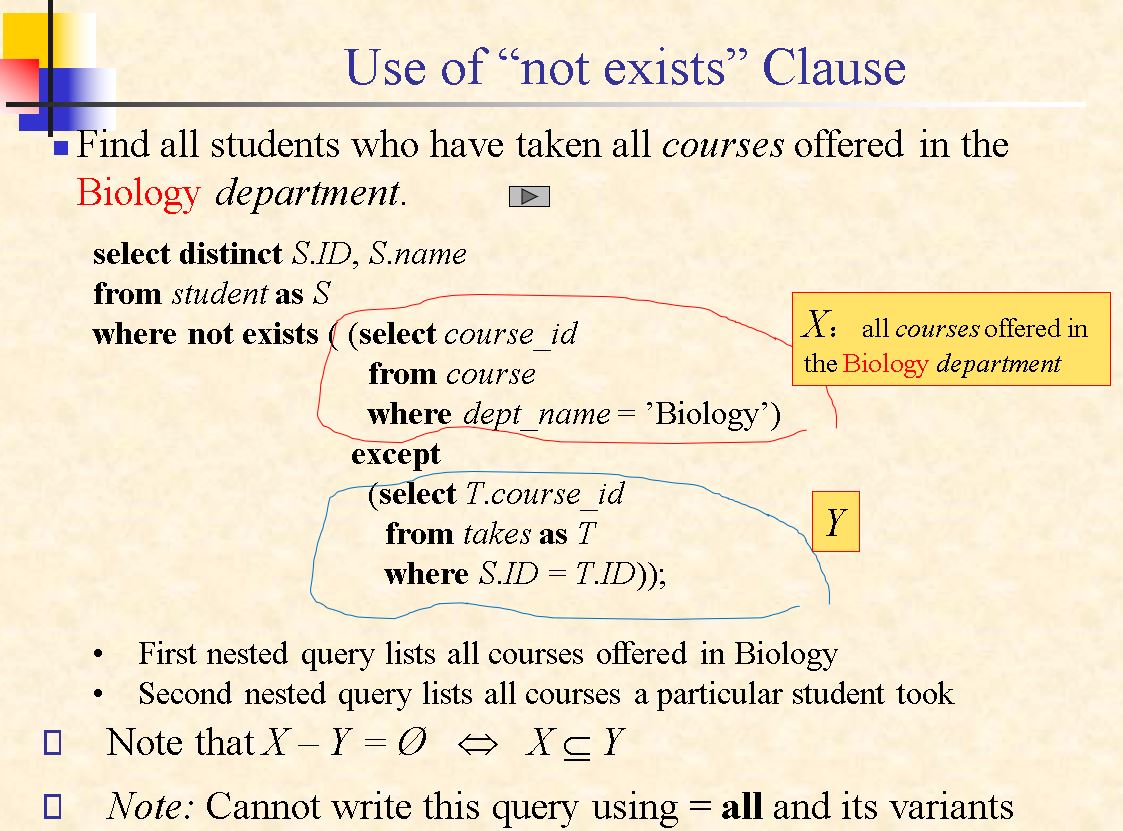 Use of “not exists” Clause
Find all students who have taken all courses offered in the
Biology department.
select distinct S.ID, S.name
from student as S
where not exists ( (select course_id
from course
where dept_name = ’Biology’)
except
(select T.course_id
from takes as T
where S.ID = T.ID));
X: all courses offered in
the Biology department
Y
• First nested query lists all courses offered in Biology
• Second nested query lists all courses a particular student took
Note that X – Y = Ø ⇔ X ⊆ Y
Note: Cannot write this query using = all and its variants